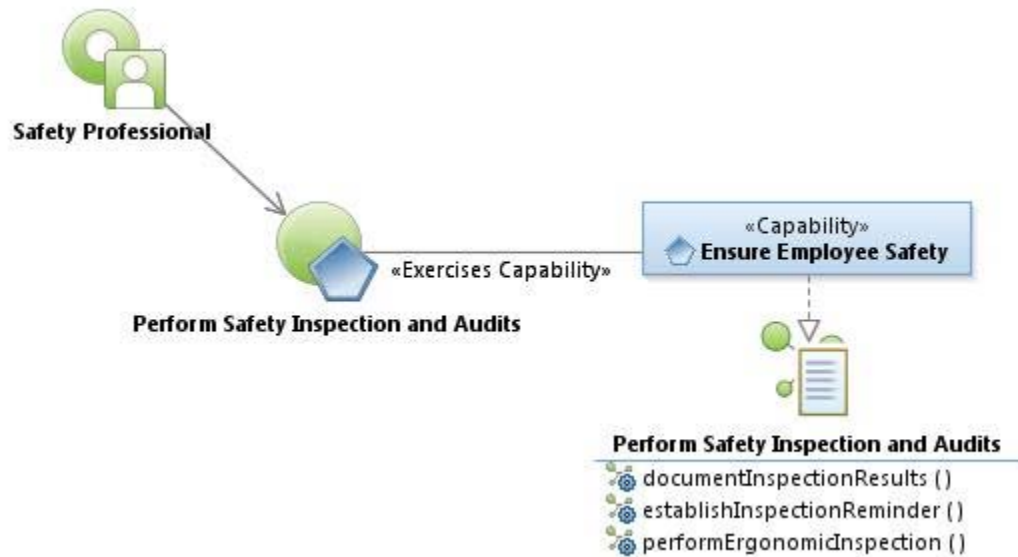 Safety Professional
«Exercises Capability»
Perform Safety Inspection and Audits
«Capability»
Ensure Employee Safety
Perform Safety Inspection and Audits
documentInspectionResults ()
establishInspectionReminder ()
performErgonomicInspection ()